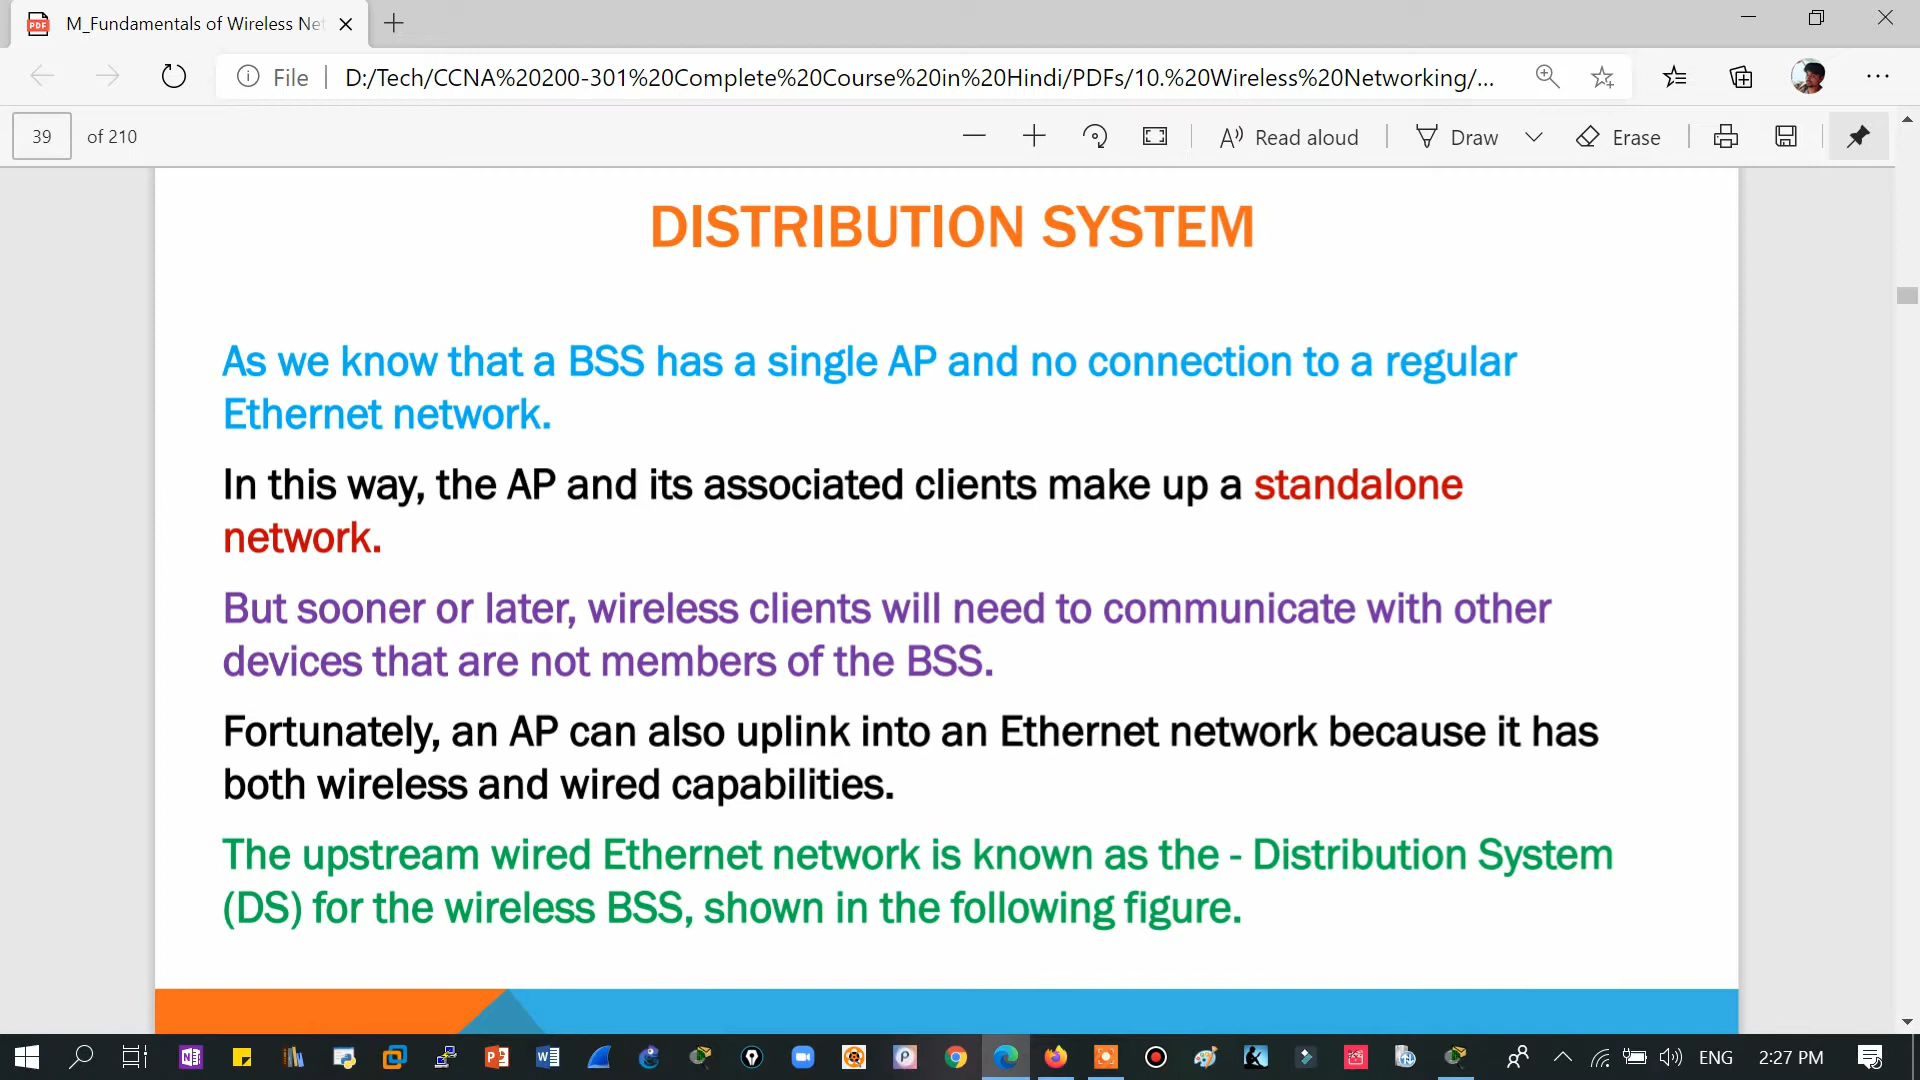 M_Fundamentals of Wireless Net
File
D:/Tech/CCNA%20200-301%20Complete%20Course%20in%20Hindi/PDFs/10.%20Wireless%20Networking/...
39 of 210
Read aloud
Draw
Erase
DISTRIBUTION SYSTEM
As we know that a BSS has a single AP and no connection to a regular
Ethernet network.
In this way, the AP and its associated clients make up a standalone
network.
But sooner or later, wireless clients will need to communicate with other
devices that are not members of the BSS.
Fortunately, an AP can also uplink into an Ethernet network because it has
both wireless and wired capabilities.
The upstream wired Ethernet network is known as the - Distribution System
(DS) for the wireless BSS, shown in the following figure.
ENG
2:27 PM